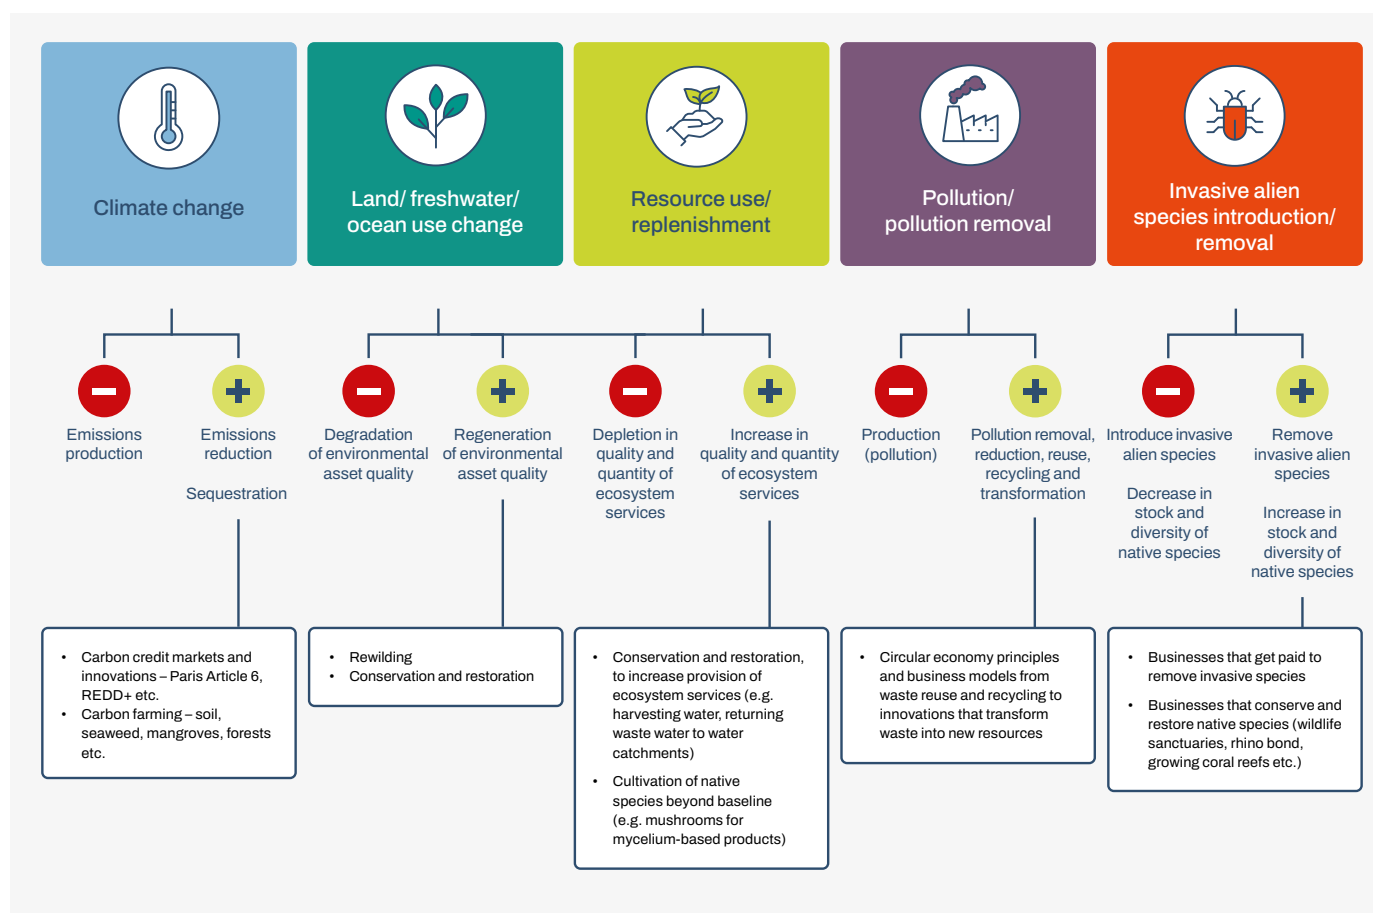 Climate change
Land/ freshwater/
ocean use change
Resource use/
replenishment
Pollution/
pollution removal
Invasive alien
species introduction/
removal
Emissions
production
Emissions
reduction
Sequestration
Degradation
of environmental
asset quality
Regeneration
of environmental
asset quality
Depletion in
quality and
quantity of
ecosystem
services
Increase in
quality and quantity
of ecosystem
services
Production
(pollution)
Pollution removal,
reduction, reuse,
recycling and
transformation
Introduce invasive
alien species
Decrease in
stock and
diversity of
native species
Remove
invasive alien
species
Increase in
stock and
diversity of
native species
• Carbon credit markets and
innovations – Paris Article 6,
REDD+ etc.
• Carbon farming – soil,
seaweed, mangroves, forests
etc.
• Rewilding
• Conservation and restoration
• Conservation and restoration,
to increase provision of
ecosystem services (e.g.
harvesting water, returning
waste water to water
catchments)
• Cultivation of native
species beyond baseline
(e.g. mushrooms for
mycelium-based products)
• Circular economy principles
and business models from
waste reuse and recycling to
innovations that transform
waste into new resources
• Businesses that get paid to
remove invasive species
• Businesses that conserve and
restore native species (wildlife
sanctuaries, rhino bond,
growing coral reefs etc.)